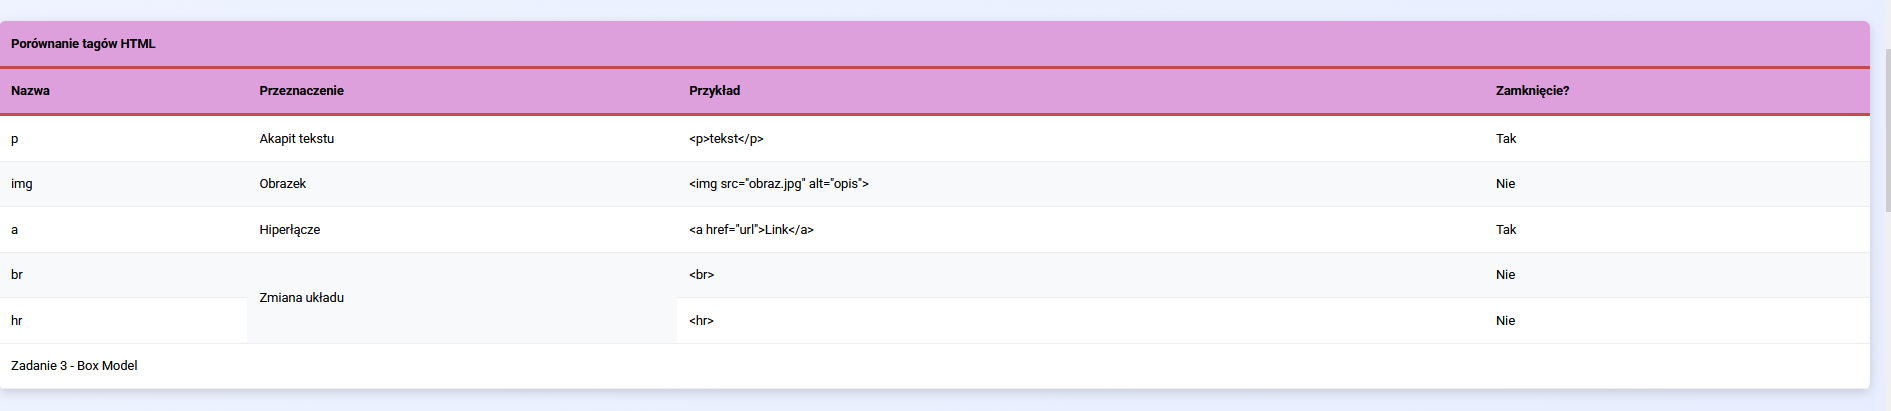 Porównanie tagów HTML
Nazwa Przeznaczenie Przykład Zamknięcie?
p Akapit tekstu <p>tekst</p> Tak
img Obrazek <img src="obraz.jpg" alt="opis"> Nie
a Hiperłącze <a href="url">Link</a> Tak
br <br> Nie
Zmiana układu
hr <hr> Nie
Zadanie 3 - Box Model